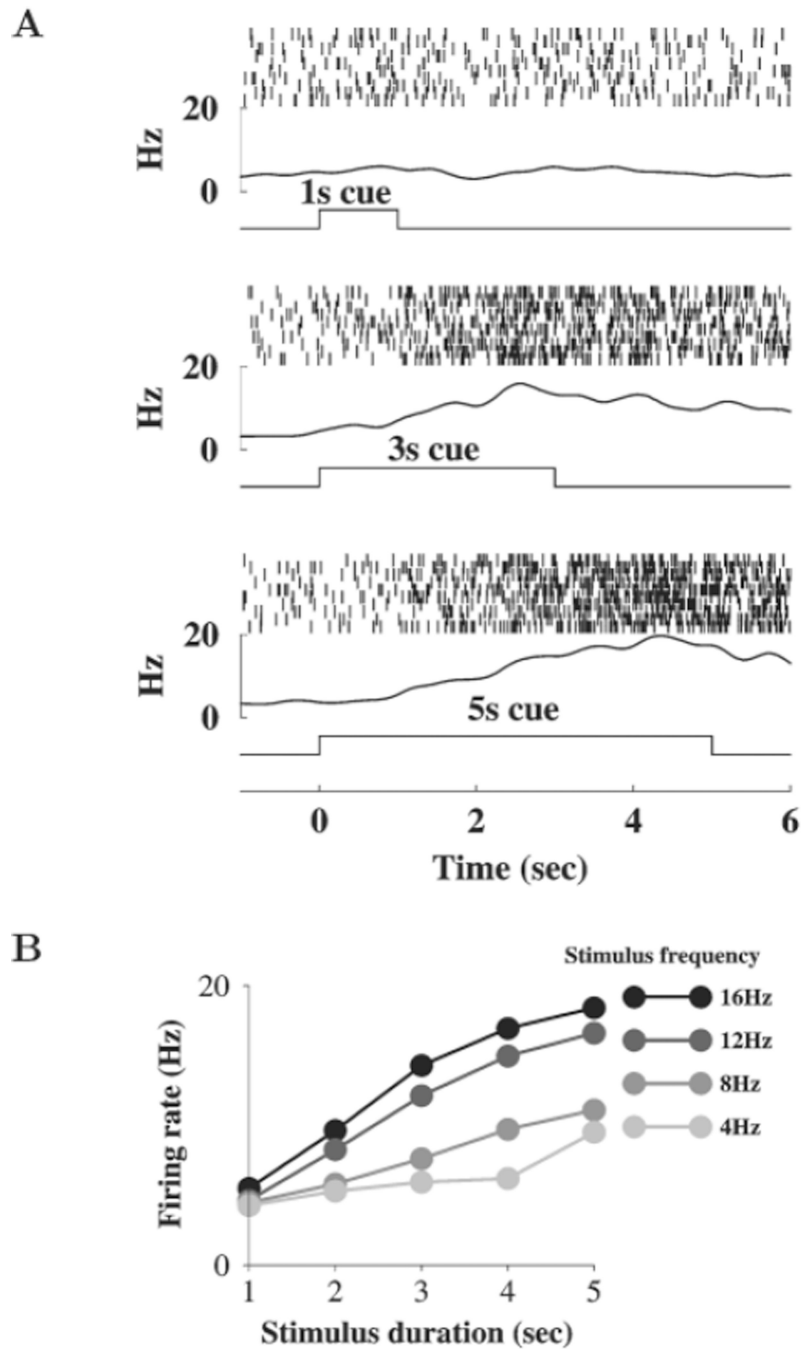 A
20
Hz
0
1s cue
20
Hz
0
3s cue
20
Hz
0
5s cue
0 2 4 6
Time (sec)
B
Stimulus frequency
16Hz
12Hz
8Hz
4Hz
20
Firing rate (Hz)
0
1 2 3 4 5
Stimulus duration (sec)